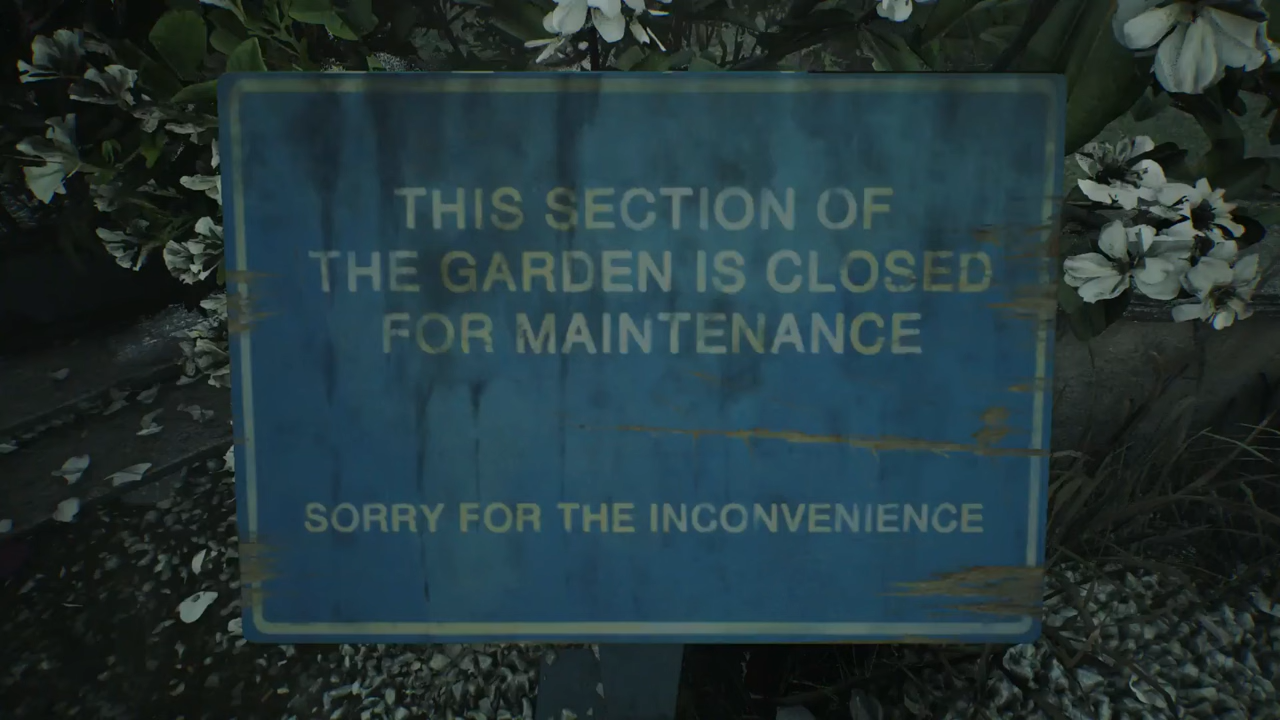 THIS SECTION OF
THE GARDEN IS CLOSED
FOR MAINTENANCE
SORRY FOR THE INCONVENIENCE